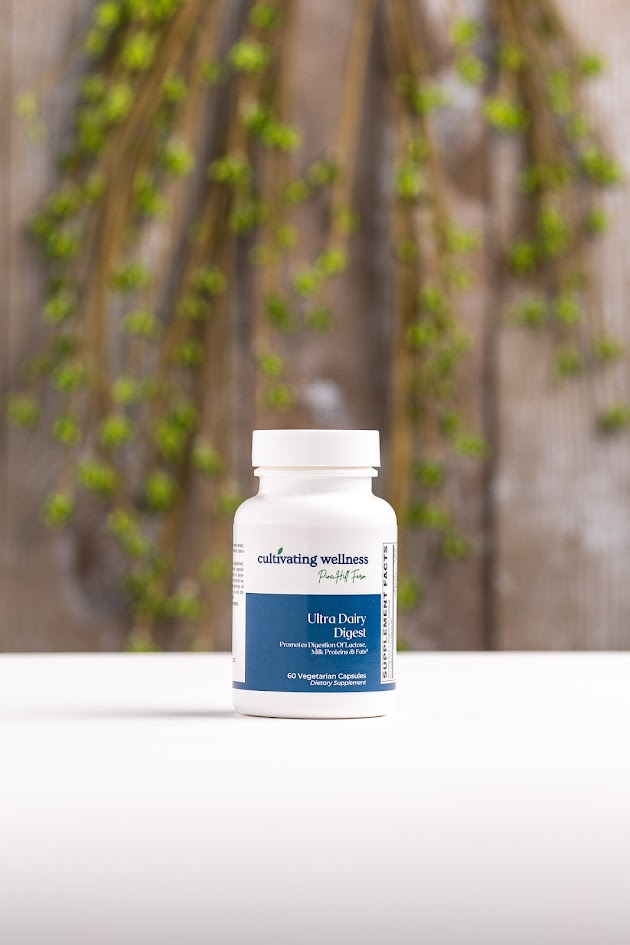 cultivating wellness
Pine Hill Farm
Ultra Dairy
Digest
Promotes Digestion Of Lactose,
Milk Proteins & Fats†
60 Vegetarian Capsules
Dietary Supplement
SUPPLEMENT FACTS